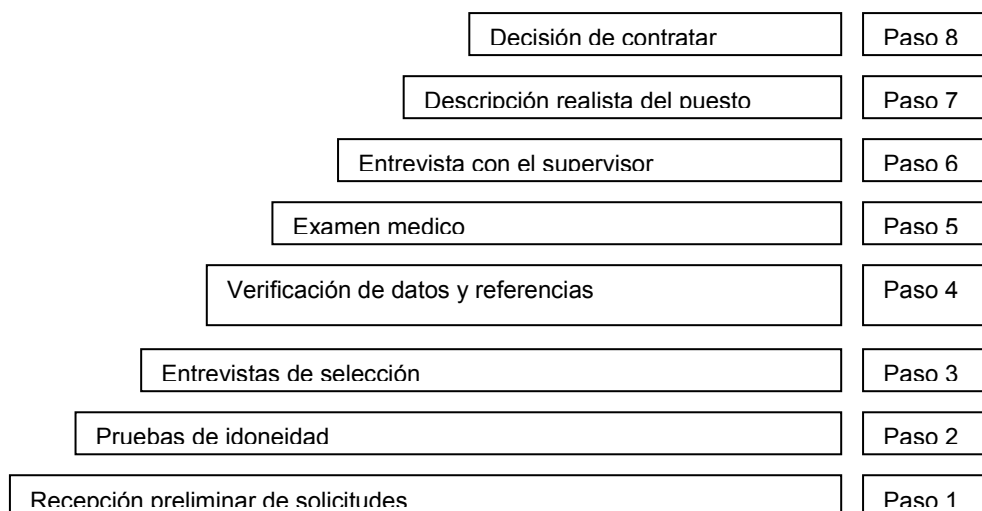 Decisión de contratar Paso 8
Descripción realista del puesto Paso 7
Entrevista con el supervisor Paso 6
Examen medico Paso 5
Verificación de datos y referencias Paso 4
Entrevistas de selección Paso 3
Pruebas de idoneidad Paso 2
Recepción preliminar de solicitudes Paso 1